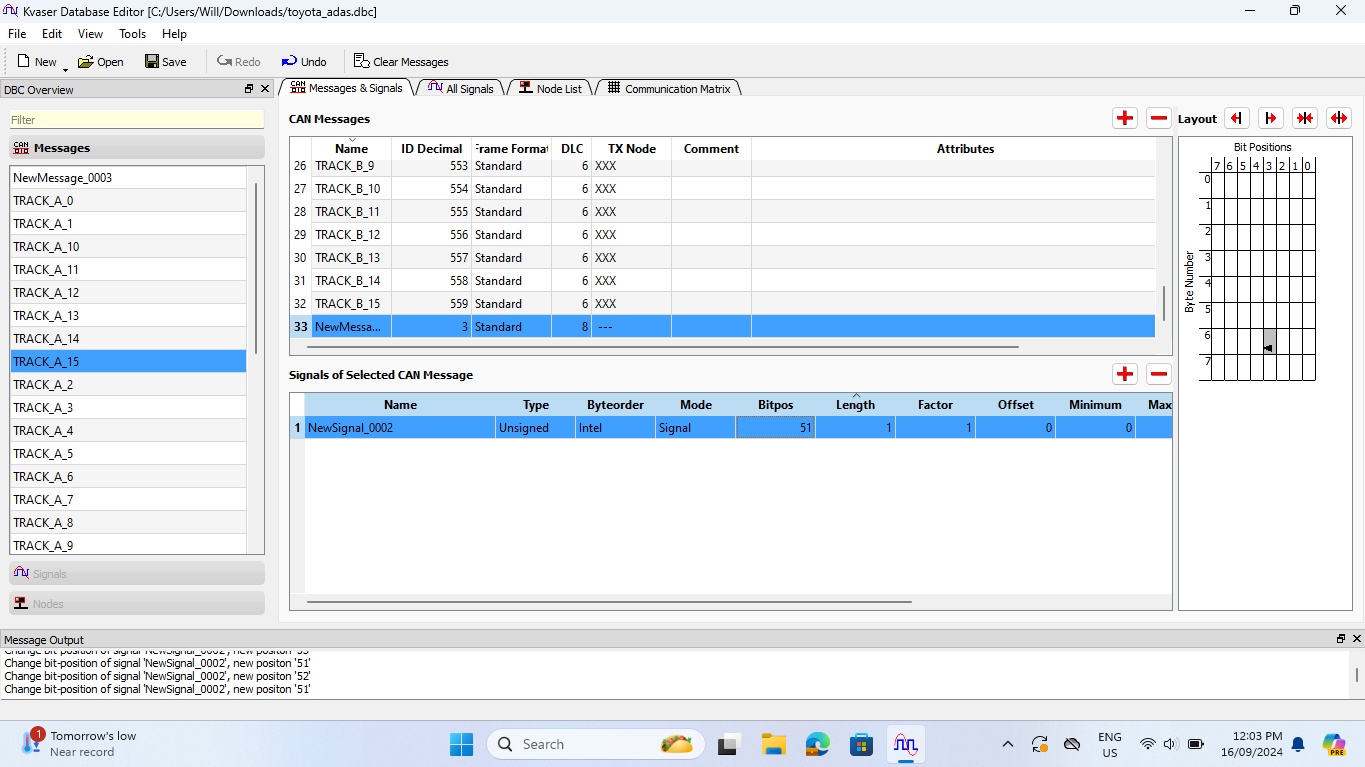 Kvaser Database Editor [C:/Users/Will/Downloads/toyota_adas.dbc]
File Edit View Tools Help
New Open Save Redo Undo Clear Messages
DBC Overview
Messages & Signals All Signals Node List Communication Matrix
Filter
Messages
NewMessage_0003
TRACK_A_0
TRACK_A_1
TRACK_A_10
TRACK_A_11
TRACK_A_12
TRACK_A_13
TRACK_A_14
TRACK_A_15
TRACK_A_2
TRACK_A_3
TRACK_A_4
TRACK_A_5
TRACK_A_6
TRACK_A_7
TRACK_A_8
TRACK_A_9
Signals
Nodes
CAN Messages
Name ID Decimal Frame Format DLC TX Node Comment Attributes
26 TRACK_B_9 553 Standard 6 XXX
27 TRACK_B_10 554 Standard 6 XXX
28 TRACK_B_11 555 Standard 6 XXX
29 TRACK_B_12 556 Standard 6 XXX
30 TRACK_B_13 557 Standard 6 XXX
31 TRACK_B_14 558 Standard 6 XXX
32 TRACK_B_15 559 Standard 6 XXX
33 NewMessa... 3 Standard 8 ---
Signals of Selected CAN Message
Name Type Byteorder Mode Bitpos Length Factor Offset Minimum Max
1 NewSignal_0002 Unsigned Intel Signal 51 1 1 0 0
Layout
Bit Positions
7 6 5 4 3 2 1 0
Byte Number
0
1
2
3
4
5
6
7
Message Output
Change bit-position of signal 'NewSignal_0002', new positon '53'
Change bit-position of signal 'NewSignal_0002', new positon '51'
Change bit-position of signal 'NewSignal_0002', new positon '52'
Change bit-position of signal 'NewSignal_0002', new positon '51'
1
Tomorrow's low
Near record
Search
PRE
ENG
US
12:03 PM
16/09/2024